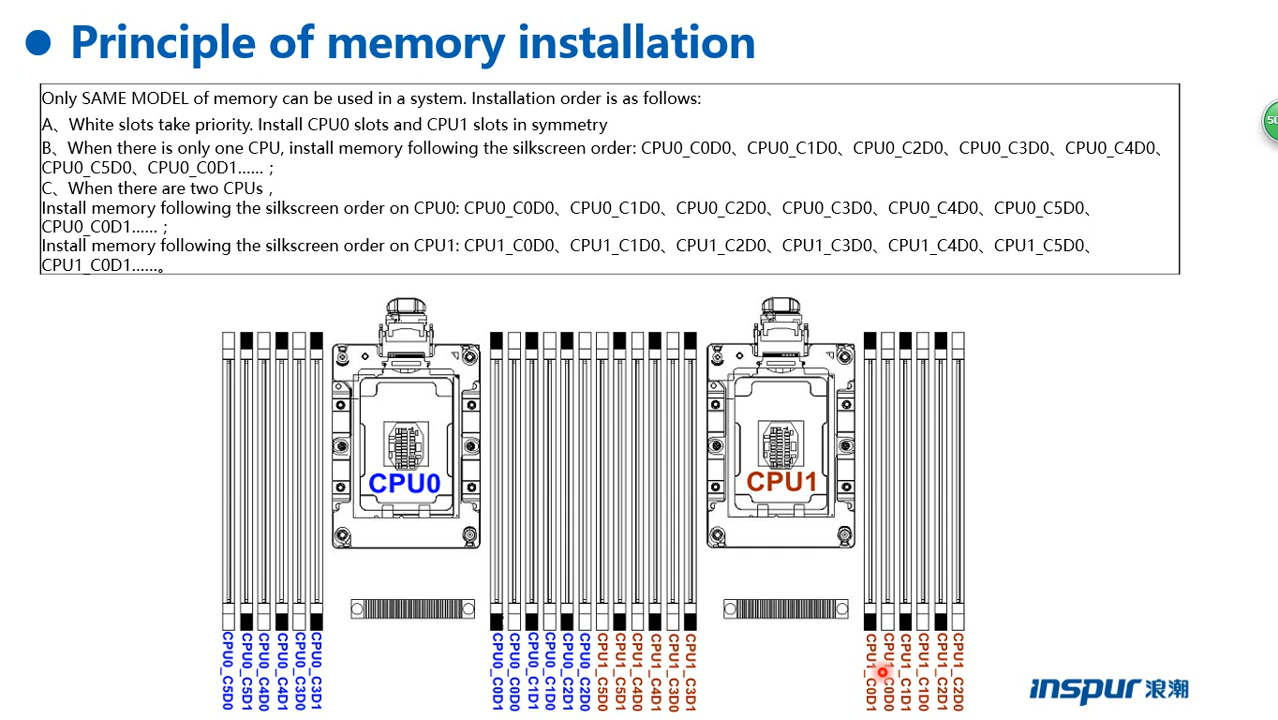 Principle of memory installation
Only SAME MODEL of memory can be used in a system. Installation order is as follows:
A、White slots take priority. Install CPU0 slots and CPU1 slots in symmetry
B、When there is only one CPU, install memory following the silkscreen order: CPU0_C0D0、CPU0_C1D0、CPU0_C2D0、CPU0_C3D0、CPU0_C4D0、
CPU0_C5D0、CPU0_C0D1......；
C、When there are two CPUs ,
Install memory following the silkscreen order on CPU0: CPU0_C0D0、CPU0_C1D0、CPU0_C2D0、CPU0_C3D0、CPU0_C4D0、CPU0_C5D0、
CPU0_C0D1......；
Install memory following the silkscreen order on CPU1: CPU1_C0D0、CPU1_C1D0、CPU1_C2D0、CPU1_C3D0、CPU1_C4D0、CPU1_C5D0、
CPU1_C0D1......。
CPU0
CPU1
CPU0_C5D0
CPU0_C5D1
CPU0_C4D0
CPU0_C4D1
CPU0_C3D0
CPU0_C3D1
CPU0_C0D1
CPU0_C0D0
CPU0_C1D1
CPU0_C1D0
CPU0_C2D1
CPU0_C2D0
CPU1_C5D0
CPU1_C5D1
CPU1_C4D0
CPU1_C4D1
CPU1_C3D0
CPU1_C3D1
CPU1_C0D1
CPU1_C0D0
CPU1_C1D1
CPU1_C1D0
CPU1_C2D1
CPU1_C2D0
inspur 浪潮